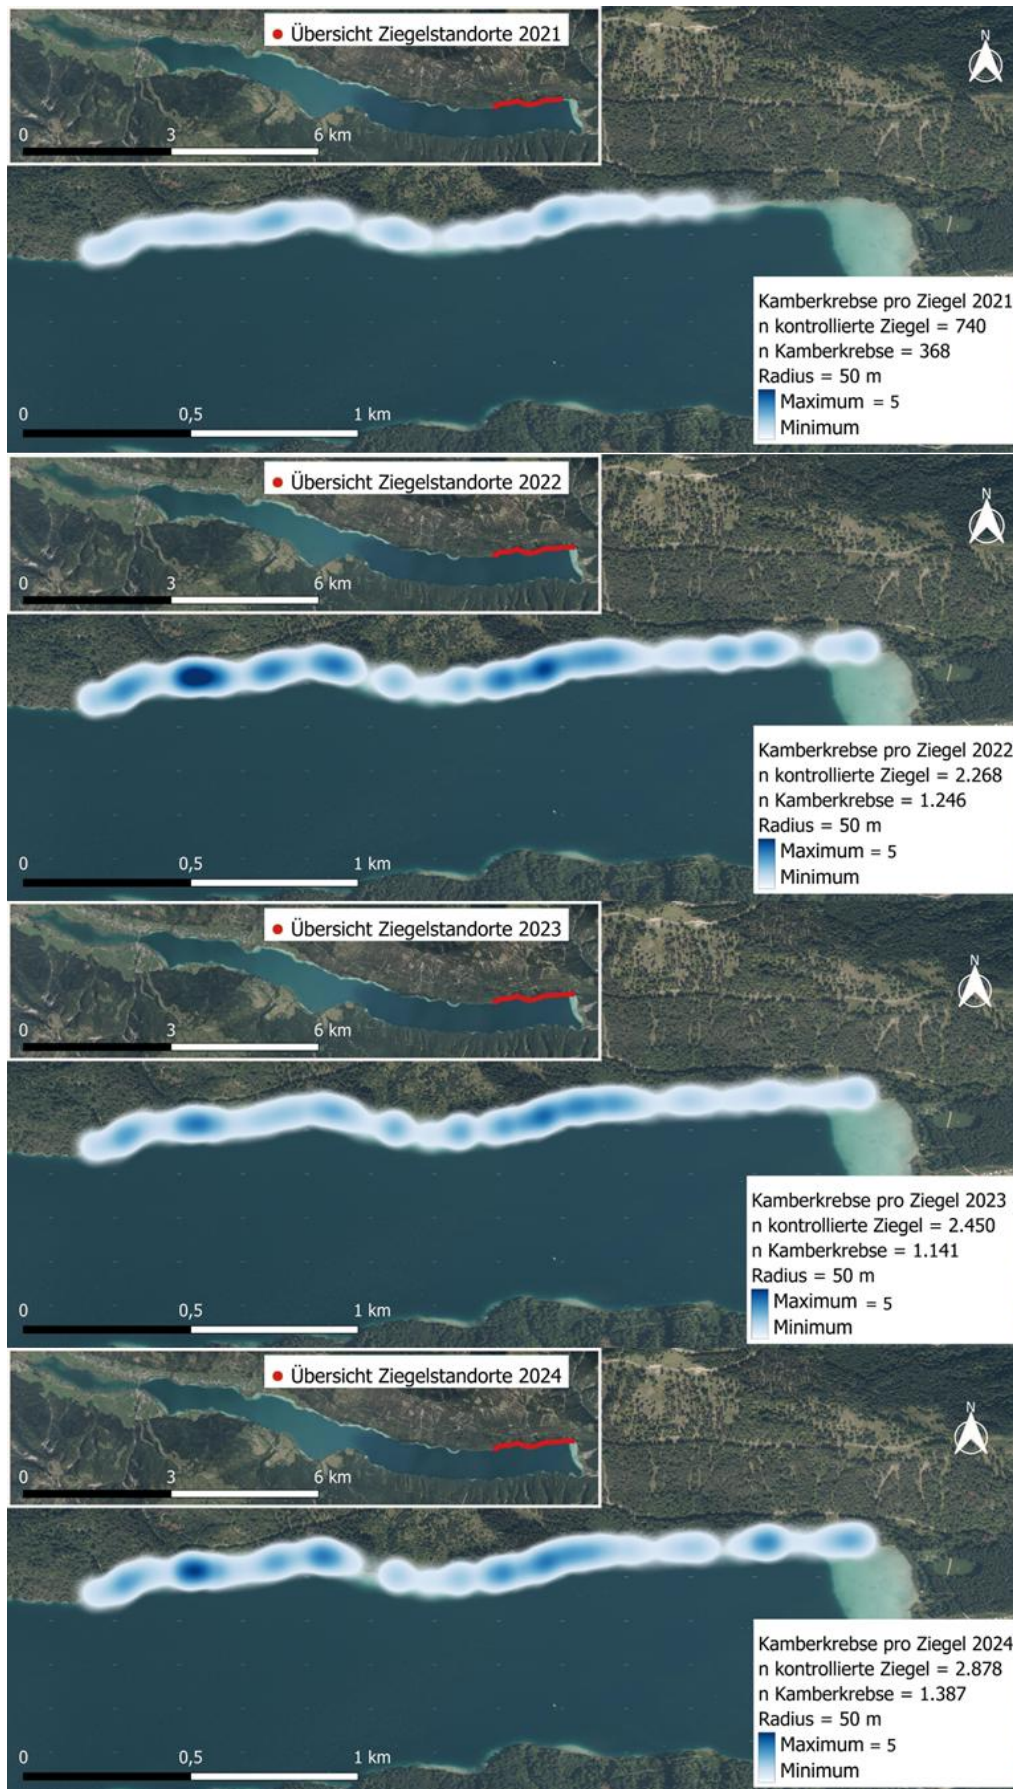 Übersicht Ziegelstandorte 2021
N
0 3 6 km
Kamberkrebse pro Ziegel 2021
n kontrollierte Ziegel = 740
n Kamberkrebse = 368
Radius = 50 m
Maximum = 5
Minimum
0 0,5 1 km
Übersicht Ziegelstandorte 2022
N
0 3 6 km
Kamberkrebse pro Ziegel 2022
n kontrollierte Ziegel = 2.268
n Kamberkrebse = 1.246
Radius = 50 m
Maximum = 5
Minimum
0 0,5 1 km
Übersicht Ziegelstandorte 2023
N
0 3 6 km
Kamberkrebse pro Ziegel 2023
n kontrollierte Ziegel = 2.450
n Kamberkrebse = 1.141
Radius = 50 m
Maximum = 5
Minimum
0 0,5 1 km
Übersicht Ziegelstandorte 2024
N
0 3 6 km
Kamberkrebse pro Ziegel 2024
n kontrollierte Ziegel = 2.878
n Kamberkrebse = 1.387
Radius = 50 m
Maximum = 5
Minimum
0 0,5 1 km